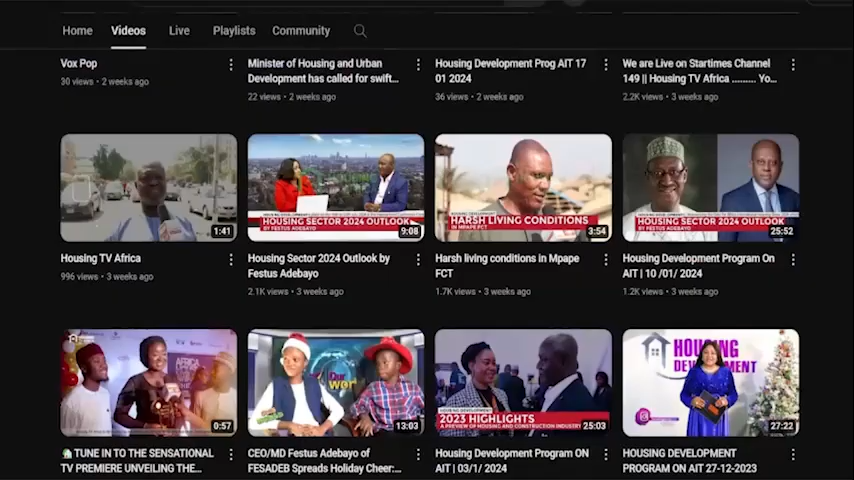 Home Videos Live Playlists Community
Vox Pop
30 views • 2 weeks ago
Minister of Housing and Urban
Development has called for swift...
22 views • 2 weeks ago
Housing Development Prog AIT 17
01 2024
36 views • 2 weeks ago
We are Live on Startimes Channel
149 || Housing TV Africa ......... Yo...
2.2K views • 3 weeks ago
1:41
Housing TV Africa
996 views • 3 weeks ago
HOUSING SECTOR 2024 OUTLOOK
BY FESTUS ADEBAYO
9:08
Housing Sector 2024 Outlook by
Festus Adebayo
2.1K views • 3 weeks ago
HARSH LIVING CONDITIONS
IN MPAPE FCT
3:54
Harsh living conditions in Mpape
FCT
1.7K views • 3 weeks ago
HOUSING SECTOR 2024 OUTLOOK
BY FESTUS ADEBAYO
25:52
Housing Development Program On
AIT | 10 /01/ 2024
1.2K views • 3 weeks ago
0:57
🏠TUNE IN TO THE SENSATIONAL
TV PREMIERE UNVEILING THE...
13:03
CEO/MD Festus Adebayo of
FESADEB Spreads Holiday Cheer:...
HOUSING DEVELOPMENT
2023 HIGHLIGHTS
A PREVIEW OF HOUSING AND CONSTRUCTION INDUSTRY
25:03
Housing Development Program ON
AIT | 03/1/ 2024
HOUSING
DEVELOPMENT
27:22
HOUSING DEVELOPMENT
PROGRAM ON AIT 27-12-2023